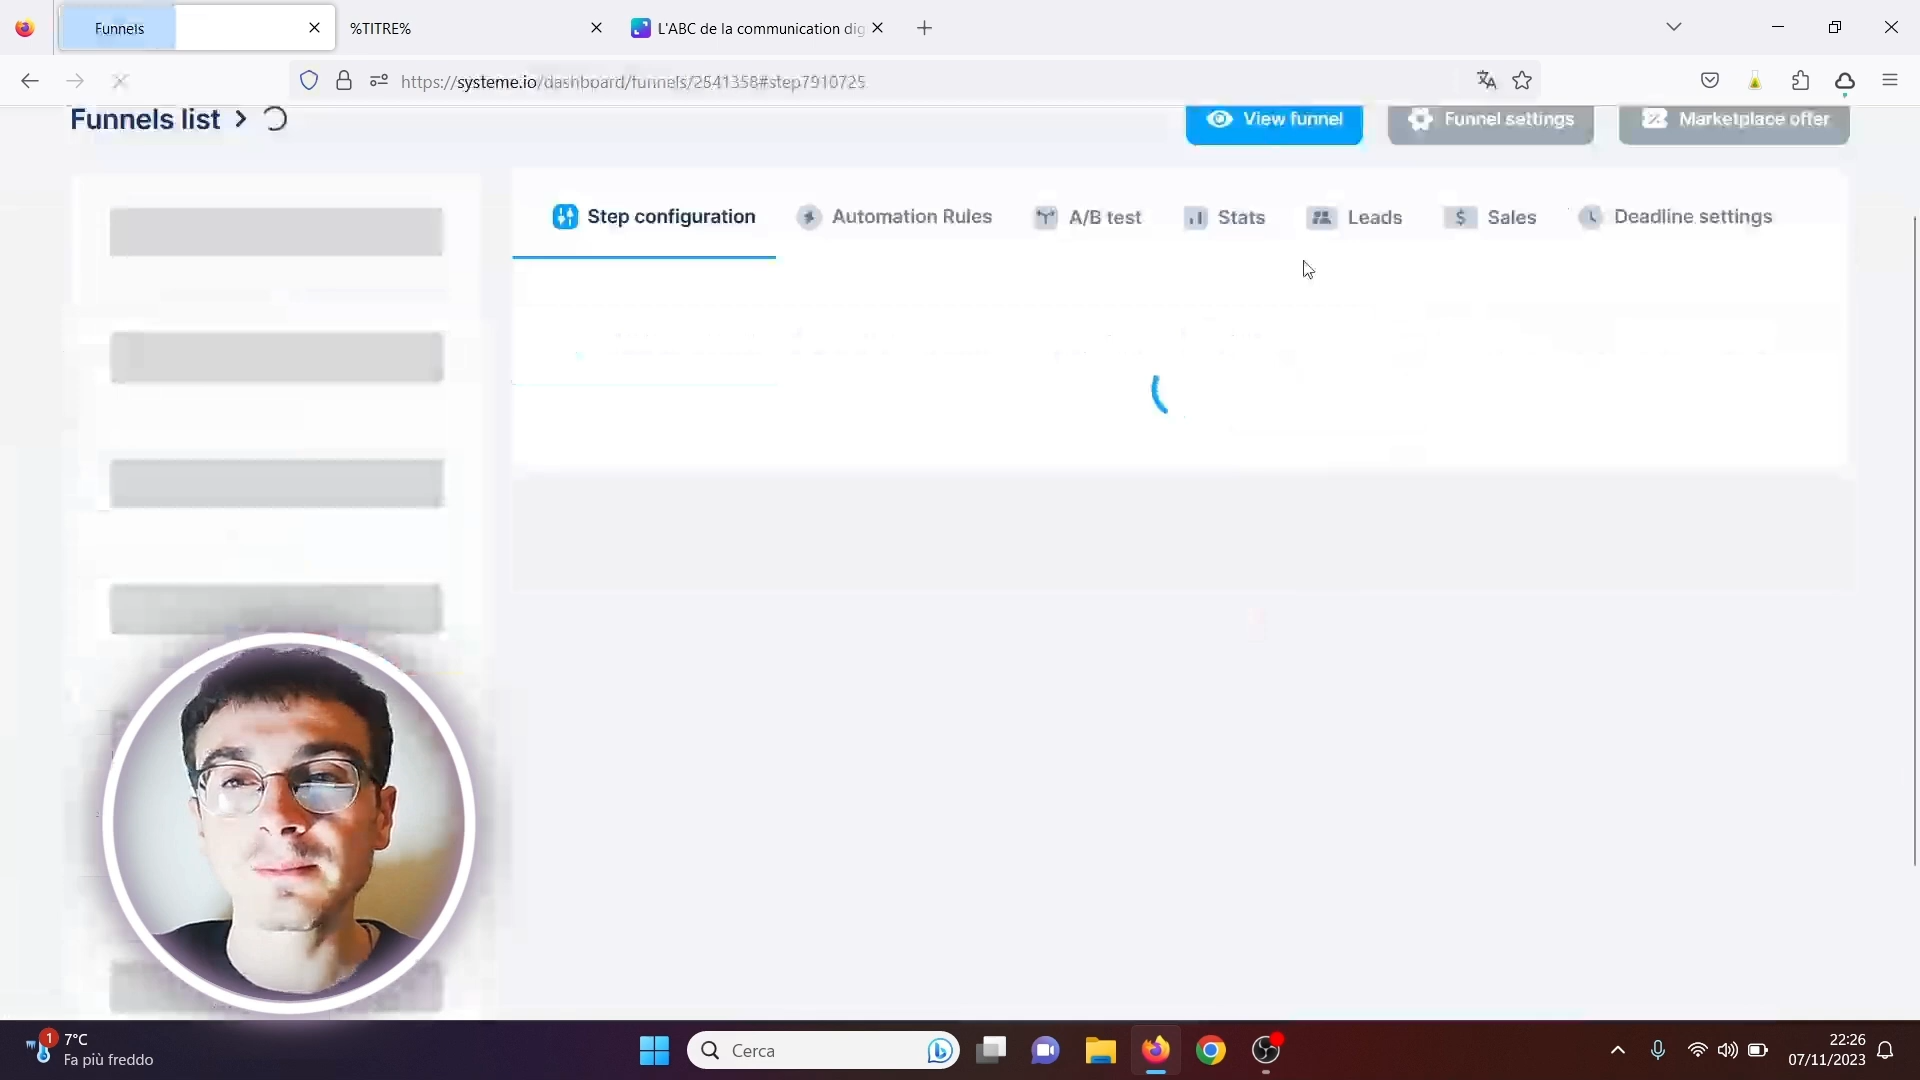 Funnels
%TITRE%
L'ABC de la communication dig
https://systeme.io/dashboard/funnels/2541358#step7910725
Funnels list
View funnel
Funnel settings
Marketplace offer
Step configuration
Automation Rules
A/B test
Stats
Leads
Sales
Deadline settings
1
7°C
Fa più freddo
Cerca
22:26
07/11/2023